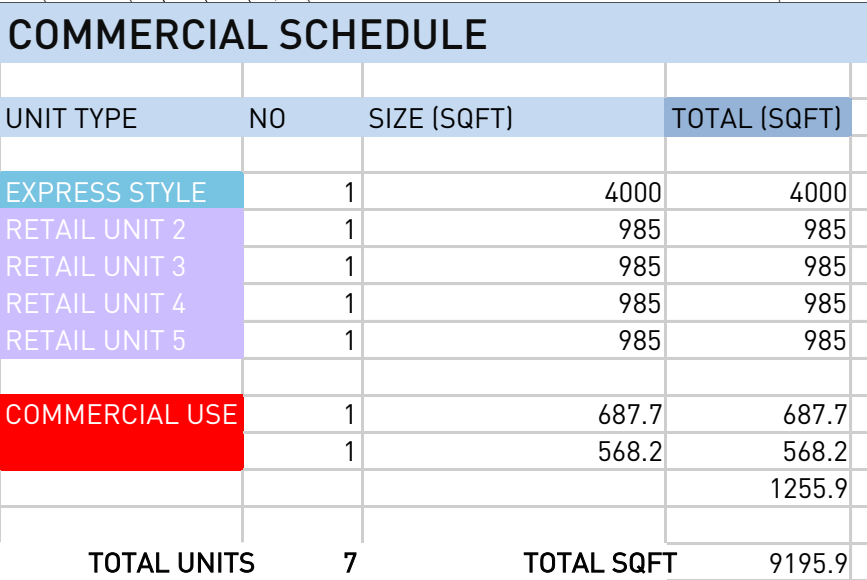 COMMERCIAL SCHEDULE
UNIT TYPE NO SIZE (SQFT) TOTAL (SQFT)
EXPRESS STYLE 1 4000 4000
RETAIL UNIT 2 1 985 985
RETAIL UNIT 3 1 985 985
RETAIL UNIT 4 1 985 985
RETAIL UNIT 5 1 985 985
COMMERCIAL USE 1 687.7 687.7
1 568.2 568.2
1255.9
TOTAL UNITS 7 TOTAL SQFT 9195.9